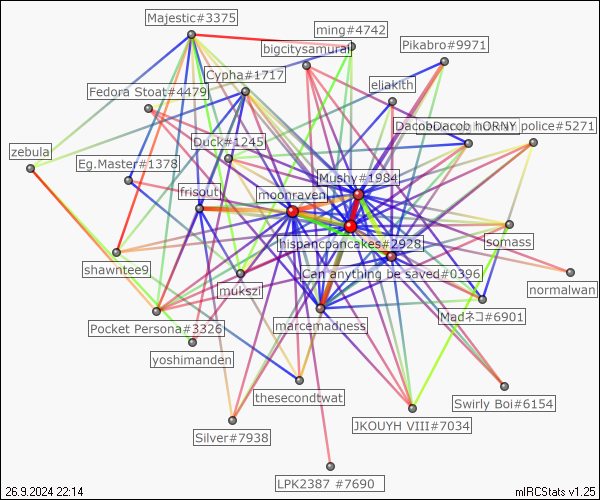 Majestic#3375
ming#4742
bigcitysamurai
Pikabro#9971
Cypha#1717
eliaklth
Fedora Stoat#4479
DacobDacob hORNY police#5271
Duck#1245
zebula
Eg.Master#1378
Mushy#1984
frisout
moonraven
somass
hispancpancakes#2928
shawntee9
Can anything be saved#0396
mukszi
normalwan
Madネコ#6901
Pocket Persona#3326
marcemadness
yoshimanden
thesecondtwat
Swirly Boi#6154
JKOUYH VIII#7034
Silver#7938
LPK2387 #7690
26.9.2024 22:14
mIRCStats v1.25